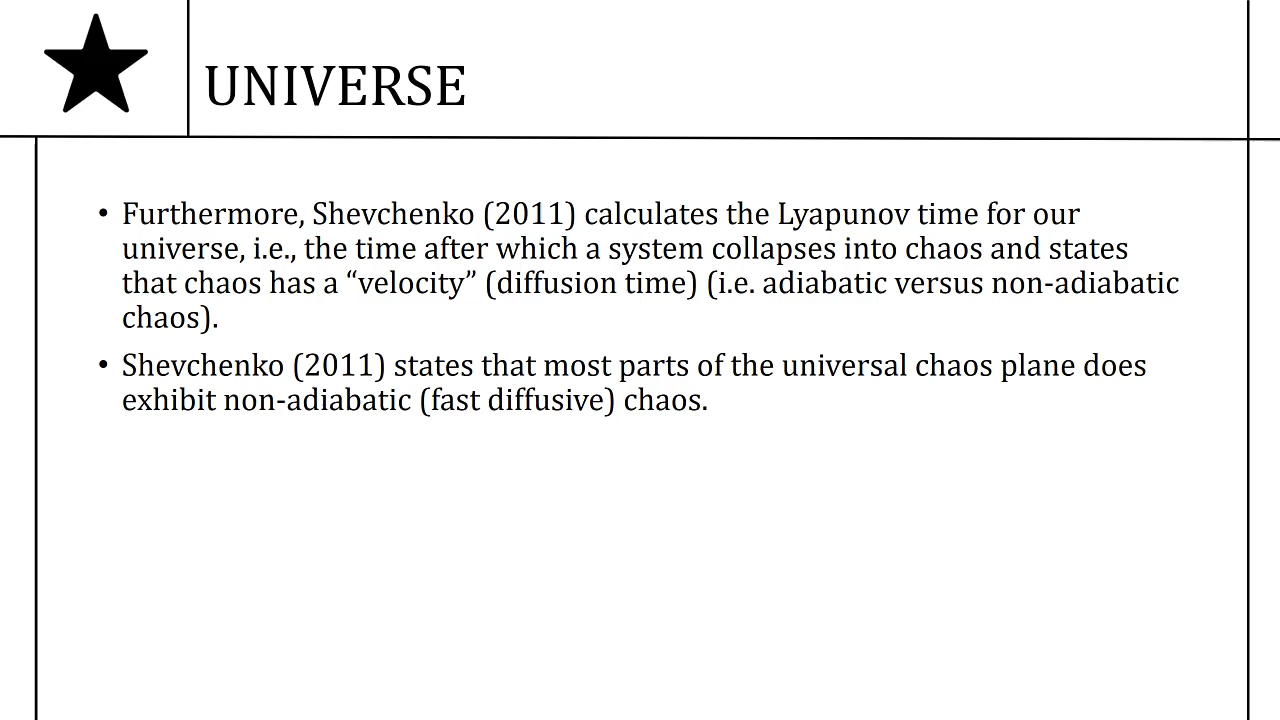 UNIVERSE
• Furthermore, Shevchenko (2011) calculates the Lyapunov time for our
universe, i.e., the time after which a system collapses into chaos and states
that chaos has a “velocity” (diffusion time) (i.e. adiabatic versus non-adiabatic
chaos).
• Shevchenko (2011) states that most parts of the universal chaos plane does
exhibit non-adiabatic (fast diffusive) chaos.